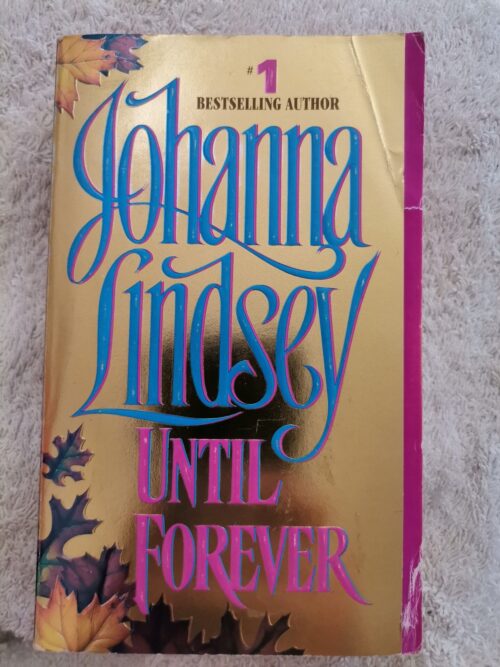 #1
BESTSELLING AUTHOR
Johanna
Lindsey
UNTIL
FOREVER